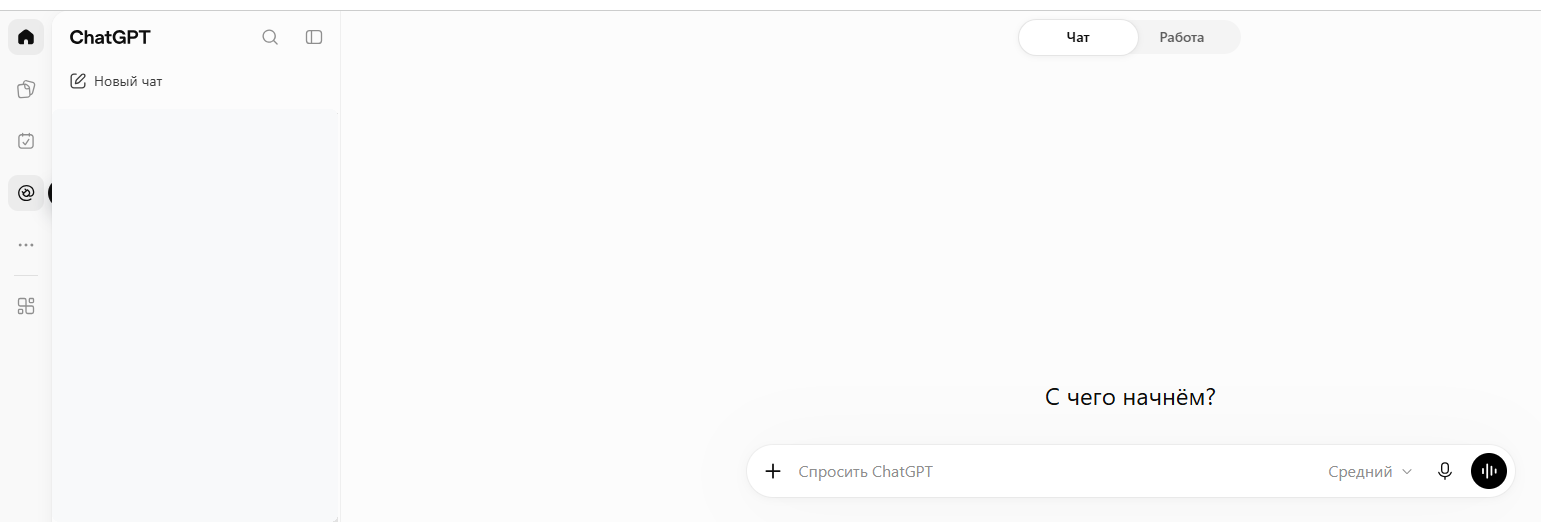 ChatGPT
Новый чат
Чат
Работа
С чего начнём?
Спросить ChatGPT
Средний